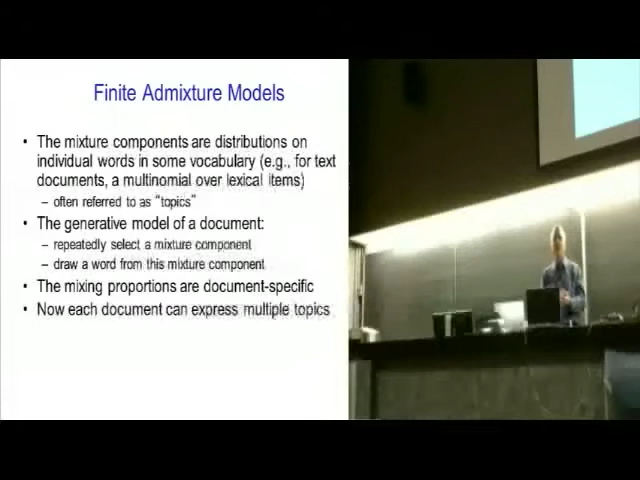 Finite Admixture Models
• The mixture components are distributions on
individual words in some vocabulary (e.g., for text
documents, a multinomial over lexical items)
– often referred to as "topics"
• The generative model of a document:
– repeatedly select a mixture component
– draw a word from this mixture component
• The mixing proportions are document-specific
• Now each document can express multiple topics